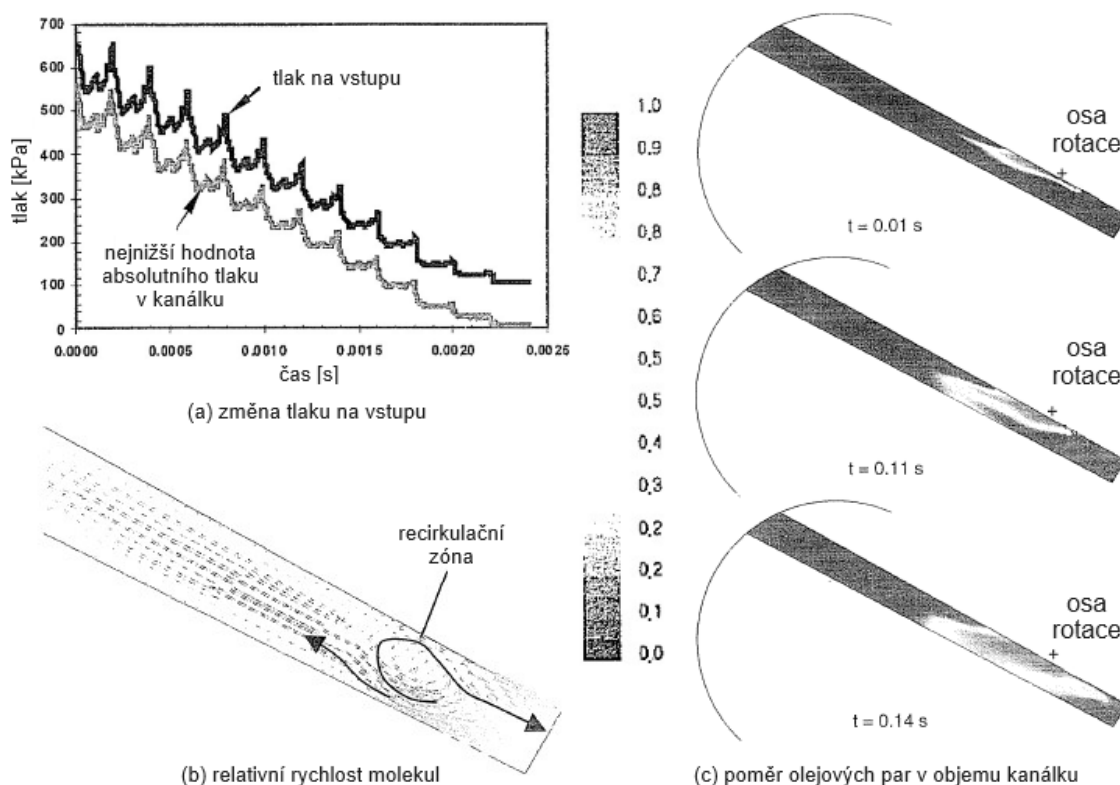 700
600
500
400
300
200
100
0
tlak [kPa]
tlak na vstupu
nejnižší hodnota
absolutního tlaku
v kanálku
0.0000
0.0005
0.0010
0.0015
0.0020
0.0025
čas [s]
(a) změna tlaku na vstupu
recirkulační
zóna
(b) relativní rychlost molekul
1.0
0.9
0.8
0.8
0.7
0.6
0.5
0.5
0.4
0.3
0.2
0.2
0.1
0.0
osa
rotace
t = 0.01 s
osa
rotace
t = 0.11 s
osa
rotace
t = 0.14 s
(c) poměr olejových par v objemu kanálku